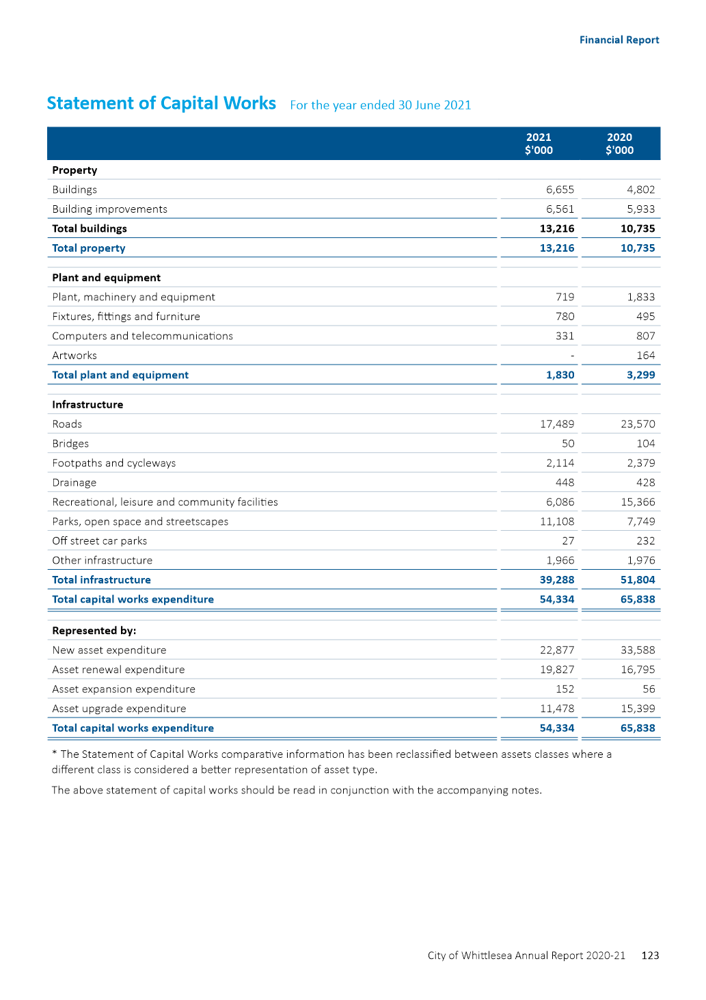 Financial Report
Statement of Capital Works For the year ended 30 June 2021
2021 2020
$'000 $'000
Property
Buildings 6,655 4,802
Building improvements 6,561 5,933
Total buildings 13,216 10,735
Total property 13,216 10,735
Plant and equipment
Plant, machinery and equipment 719 1,833
Fixtures, fittings and furniture 780 495
Computers and telecommunications 331 807
Artworks - 164
Total plant and equipment 1,830 3,299
Infrastructure
Roads 17,489 23,570
Bridges 50 104
Footpaths and cycleways 2,114 2,379
Drainage 448 428
Recreational, leisure and community facilities 6,086 15,366
Parks, open space and streetscapes 11,108 7,749
Off street car parks 27 232
Other infrastructure 1,966 1,976
Total infrastructure 39,288 51,804
Total capital works expenditure 54,334 65,838
Represented by:
New asset expenditure 22,877 33,588
Asset renewal expenditure 19,827 16,795
Asset expansion expenditure 152 56
Asset upgrade expenditure 11,478 15,399
Total capital works expenditure 54,334 65,838
* The Statement of Capital Works comparative information has been reclassified between assets classes where a
different class is considered a better representation of asset type.
The above statement of capital works should be read in conjunction with the accompanying notes.
City of Whittlesea Annual Report 2020-21 123